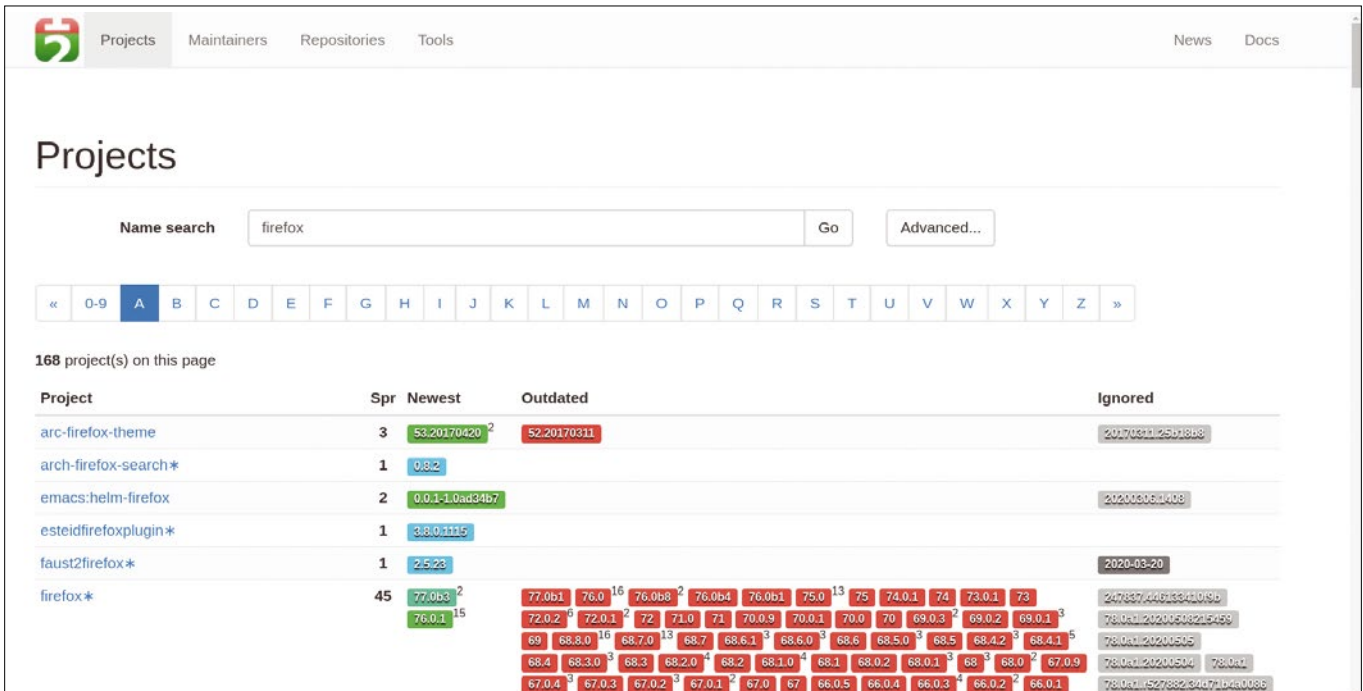 Projects Maintainers Repositories Tools News Docs
Projects
Name search firefox Go Advanced...
« 0-9 A B C D E F G H I J K L M N O P Q R S T U V W X Y Z »
168 project(s) on this page
Project Spr Newest Outdated Ignored
arc-firefox-theme 3 53.20170420 2 52.20170311 20170311.25b18b8
arch-firefox-search∗ 1 0.8.2
emacs:helm-firefox 2 0.0.1-1.0ad34b7 20200306.1408
esteidfirefoxplugin∗ 1 3.8.0.1115
faust2firefox∗ 1 2.5.23 2020-03-20
firefox∗ 45 77.0b3 2 77.0b1 76.0 16 76.0b8 2 76.0b4 76.0b1 75.0 13 75 74.0.1 74 73.0.1 73 247837.446133410f9b
76.0.1 15 72.0.2 6 72.0.1 2 72 71.0 71 70.0.9 70.0.1 70.0 70 69.0.3 2 69.0.2 69.0.1 3 78.0a1.20200508215459
69 68.8.0 16 68.7.0 13 68.7 68.6.1 3 68.6.0 3 68.6 68.5.0 3 68.5 68.4.2 3 68.4.1 5 78.0a1.20200505
68.4 68.3.0 3 68.3 68.2.0 4 68.2 68.1.0 4 68.1 68.0.2 68.0.1 3 68 3 68.0 2 67.0.9 78.0a1.20200504 78.0a1
67.0.4 3 67.0.3 67.0.2 3 67.0.1 2 67.0 67 66.0.5 66.0.4 66.0.3 4 66.0.2 2 66.0.1